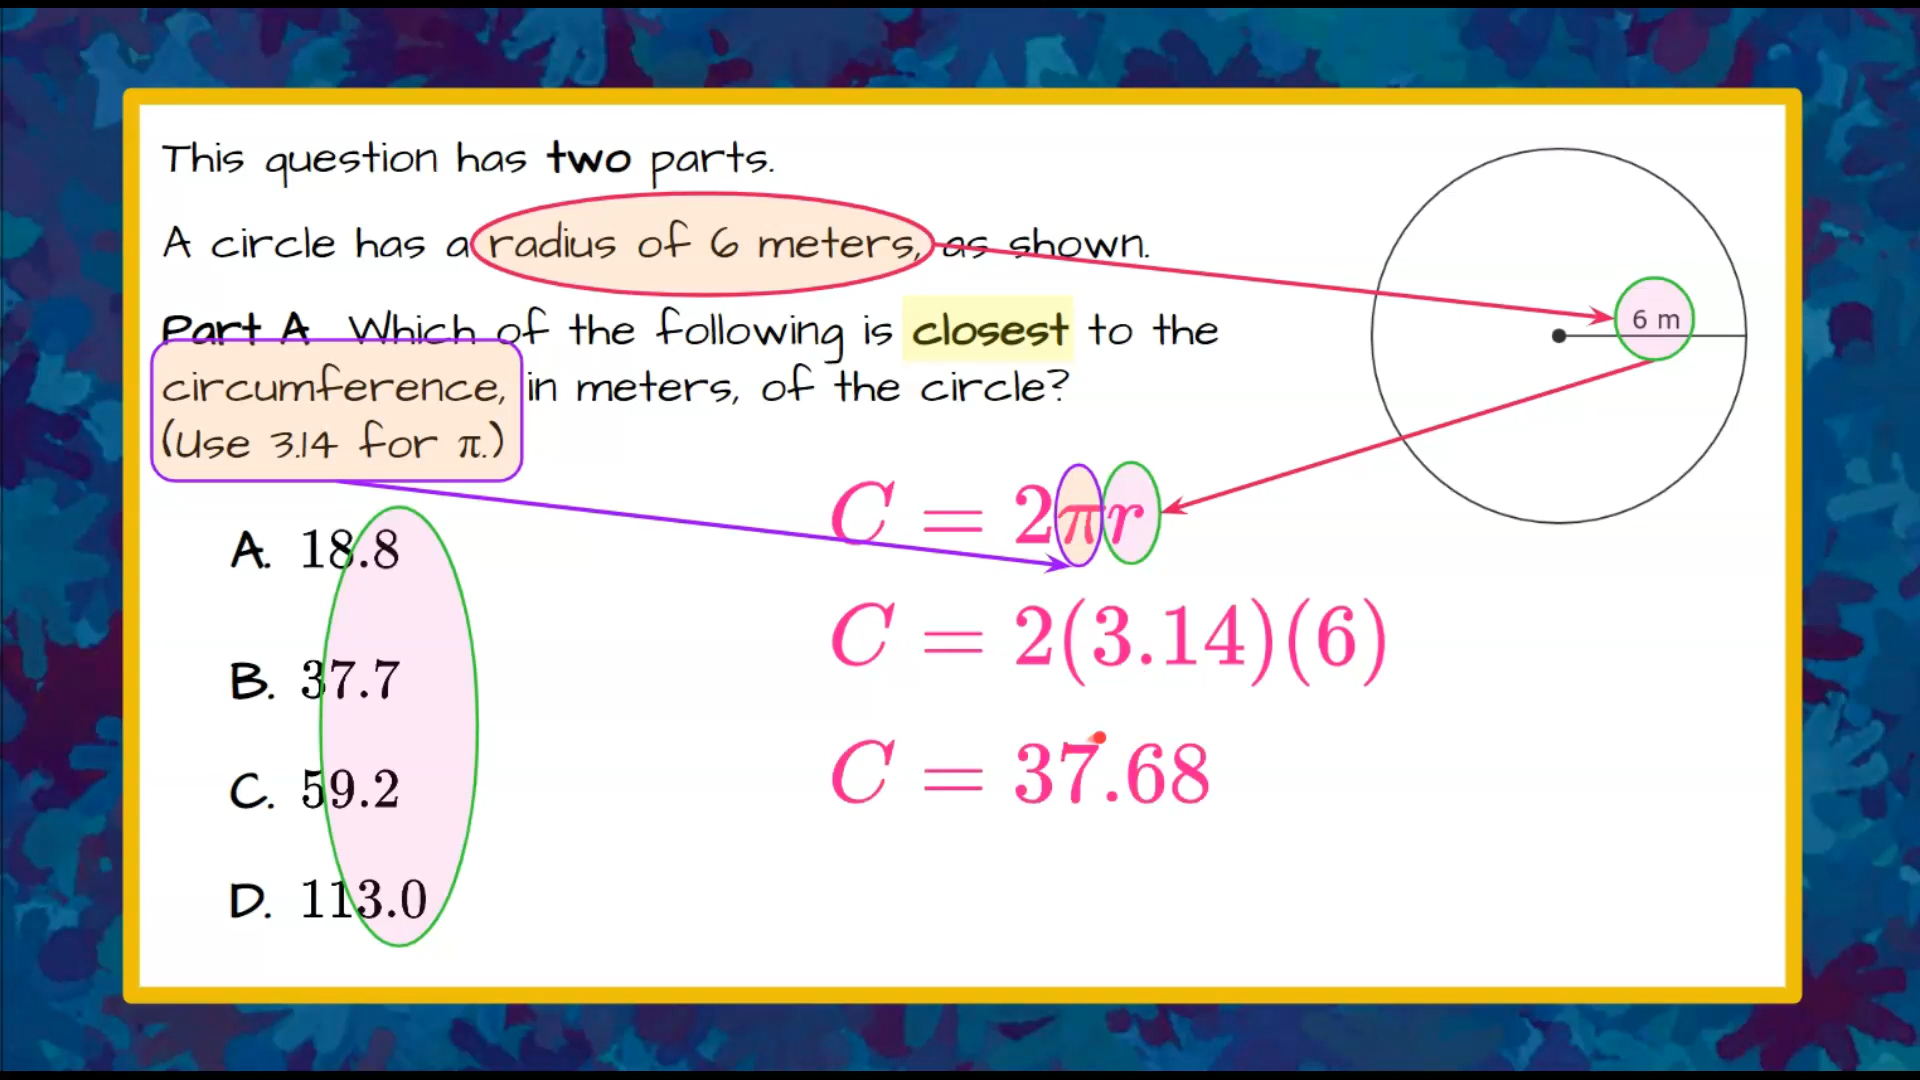 This question has two parts.
A circle has a radius of 6 meters, as shown.
6 m
Part A Which of the following is closest to the
circumference, in meters, of the circle?
(Use 3.14 for π.)
A. 18.8
B. 37.7
C. 59.2
D. 113.0
C = 2πr
C = 2(3.14)(6)
C = 37.68